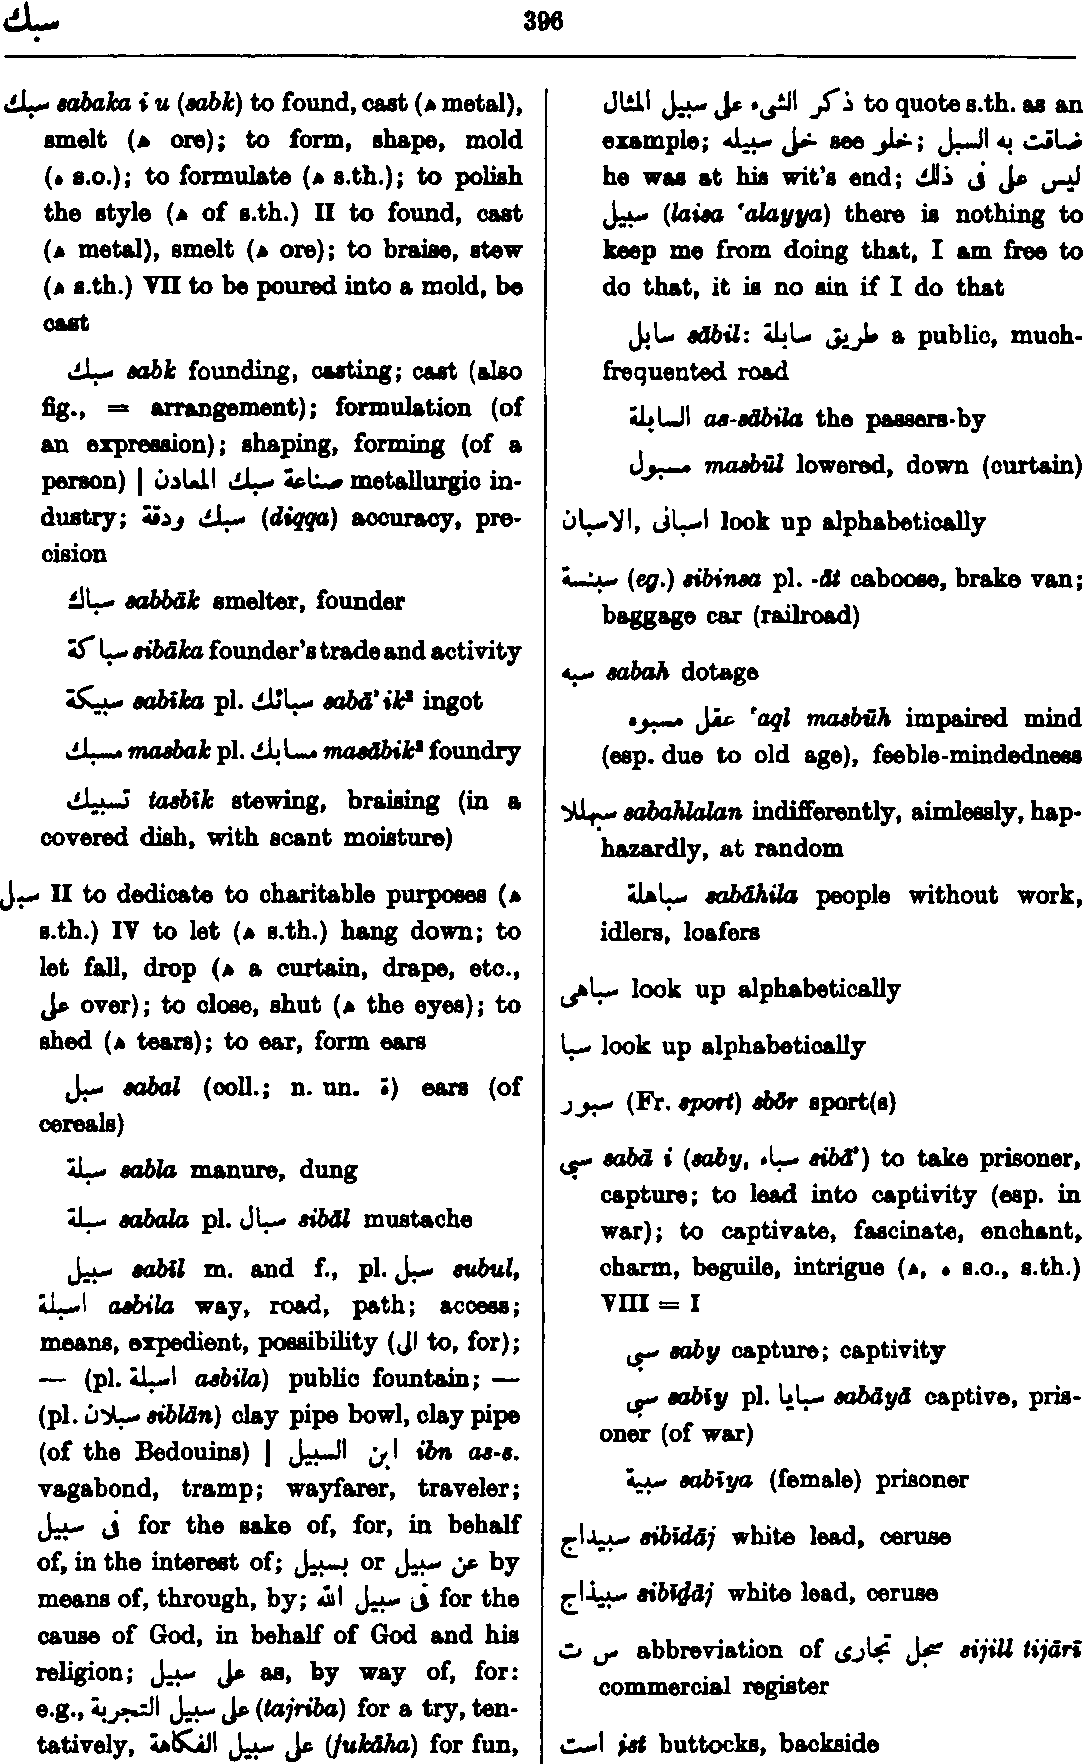 سبك
396
سبك sabaka i u (sabk) to found, cast (ه metal),
smelt (ه ore); to form, shape, mold
(ه s.o.); to formulate (ه s.th.); to polish
the style (ه of s.th.) II to found, cast
(ه metal), smelt (ه ore); to braise, stew
(ه s.th.) VII to be poured into a mold, be
cast
سبك sabk founding, casting; cast (also
fig., = arrangement); formulation (of
an expression); shaping, forming (of a
person) | صناعة سبك المعادن metallurgic in-
dustry; سبك ودقة (diqqa) accuracy, pre-
cision
سباك sabbāk smelter, founder
سباكة sibāka founder's trade and activity
سبيكة sabīka pl. سبائك sabā'ik² ingot
مسبك masbak pl. مسابك masābik² foundry
تسبيك tasbīk stewing, braising (in a
covered dish, with scant moisture)
سبل II to dedicate to charitable purposes (ه
s.th.) IV to let (ه s.th.) hang down; to
let fall, drop (ه a curtain, drape, etc.,
على over); to close, shut (ه the eyes); to
shed (ه tears); to ear, form ears
سبل sabal (coll.; n. un. ة) ears (of
cereals)
سبلة sabla manure, dung
سبلة sabala pl. سبال sibāl mustache
سبيل sabīl m. and f., pl. سبل subul,
اسبلة asbila way, road, path; access;
means, expedient, possibility (الى to, for);
— (pl. اسبلة asbila) public fountain; —
(pl. سبلان siblān) clay pipe bowl, clay pipe
(of the Bedouins) | ابن السبيل ibn as-s.
vagabond, tramp; wayfarer, traveler;
فى سبيل for the sake of, for, in behalf
of, in the interest of; بسبيل or عن سبيل by
means of, through, by; فى سبيل الله for the
cause of God, in behalf of God and his
religion; على سبيل as, by way of, for:
e.g., على سبيل التجربة (tajriba) for a try, ten-
tatively, على سبيل الفكاهة (fukāha) for fun,
ذكر الشىء على سبيل المثال to quote s.th. as an
example; خلى سبيله see خلو; ضاقت به السبل
he was at his wit's end; ليس على فى ذلك
سبيل (laisa 'alayya) there is nothing to
keep me from doing that, I am free to
do that, it is no sin if I do that
سابل sābil: طريق سابلة a public, much-
frequented road
السابلة as-sābila the passers-by
مسبول masbūl lowered, down (curtain)
اسبانى, الاسبان look up alphabetically
سبنسة (eg.) sibinsa pl. -āt caboose, brake van;
baggage car (railroad)
سبه sabah dotage
عقل مسبوه 'aql masbūh impaired mind
(esp. due to old age), feeble-mindedness
سبهللا sabahlalan indifferently, aimlessly, hap-
hazardly, at random
سباهلة sabāhila people without work,
idlers, loafers
سباهى look up alphabetically
سبا look up alphabetically
سبور (Fr. sport) sbōr sport(s)
سبى sabā i (saby, سباء sibā') to take prisoner,
capture; to lead into captivity (esp. in
war); to captivate, fascinate, enchant,
charm, beguile, intrigue (ه, ه s.o., s.th.)
VIII = I
سبى saby capture; captivity
سبى sabīy pl. سبايا sabāyā captive, pris-
oner (of war)
سبية sabīya (female) prisoner
سبيداج sibīdāj white lead, ceruse
سبيذاج sibīḏāj white lead, ceruse
س ت abbreviation of سجل تجارى sijill tijārī
commercial register
است ist buttocks, backside